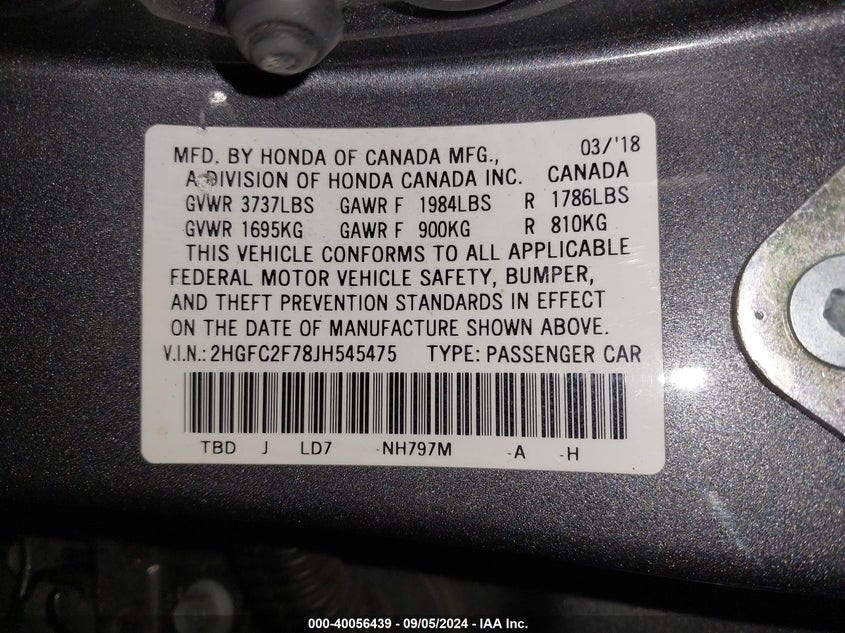 MFD. BY HONDA OF CANADA MFG., 03/'18
A DIVISION OF HONDA CANADA INC. CANADA
GVWR 3737LBS GAWR F 1984LBS R 1786LBS
GVWR 1695KG GAWR F 900KG R 810KG
THIS VEHICLE CONFORMS TO ALL APPLICABLE
FEDERAL MOTOR VEHICLE SAFETY, BUMPER,
AND THEFT PREVENTION STANDARDS IN EFFECT
ON THE DATE OF MANUFACTURE SHOWN ABOVE.
V.I.N.: 2HGFC2F78JH545475 TYPE: PASSENGER CAR
TBD J LD7 -NH797M -A -H
000-40056439 - 09/05/2024 - IAA Inc.